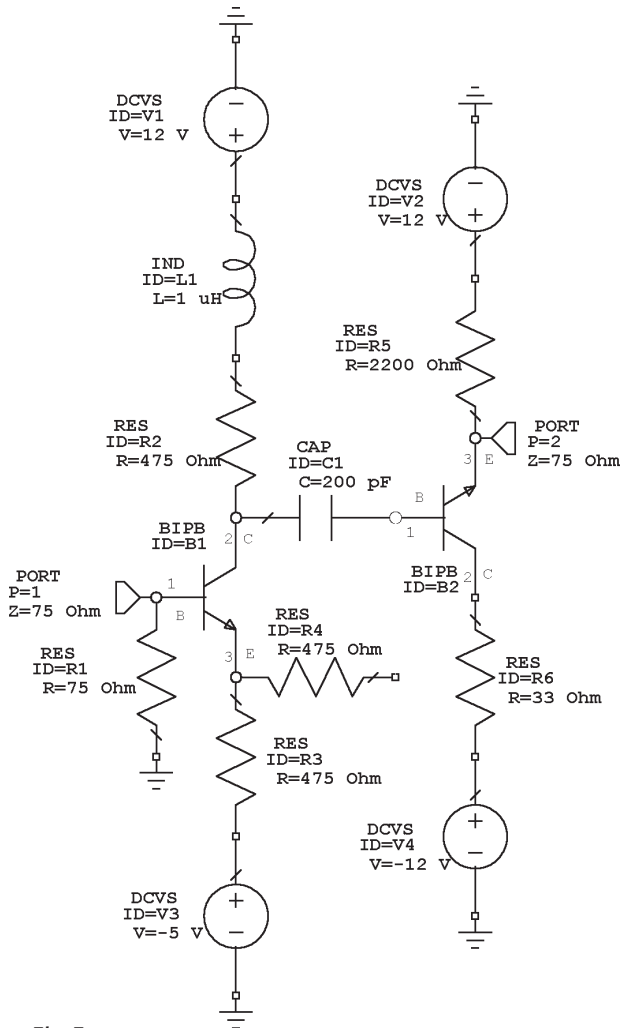 DCVS
ID=V1
V=12 V
DCVS
ID=V2
V=12 V
IND
ID=L1
L=1 uH
RES
ID=R5
R=2200 Ohm
RES
ID=R2
R=475 Ohm
CAP
ID=C1
C=200 pF
PORT
P=2
Z=75 Ohm
3 E
B
1
BIPB
ID=B1
2 C
BIPB
ID=B2
2 C
PORT
P=1
Z=75 Ohm
1
B
3 E
RES
ID=R4
R=475 Ohm
RES
ID=R1
R=75 Ohm
RES
ID=R6
R=33 Ohm
RES
ID=R3
R=475 Ohm
DCVS
ID=V4
V=-12 V
DCVS
ID=V3
V=-5 V